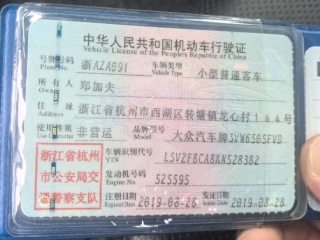 中华人民共和国机动车行驶证
Vehicle License of the People's Republic of China
号牌号码 浙AZA891 车辆类型 小型普通客车
Plate No. Vehicle Type
所有人 郑加夫
Owner
住址 浙江省杭州市西湖区转塘镇龙心村164号
Address
使用性质 非营运 品牌型号 大众汽车牌SVW6505FVD
Use Character Model
浙江省杭州 车辆识别代号 LSVZF8CA8KN528382
VIN
市公安局交 发动机号码 525595
Engine No.
通警察支队 注册日期 2019-08-28 发证日期 2019-08-28
Register Date Issue Date